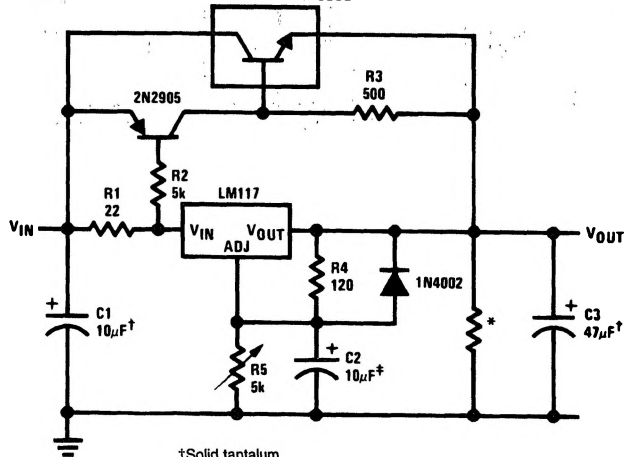 2N2905
R3
500
R2
5k
LM117
R1
22
VIN
VIN
VOUT
ADJ
VOUT
R4
120
1N4002
*
+
C1
10μF†
R5
5k
+
C2
10μF‡
+
C3
47μF†
†Solid tantalum